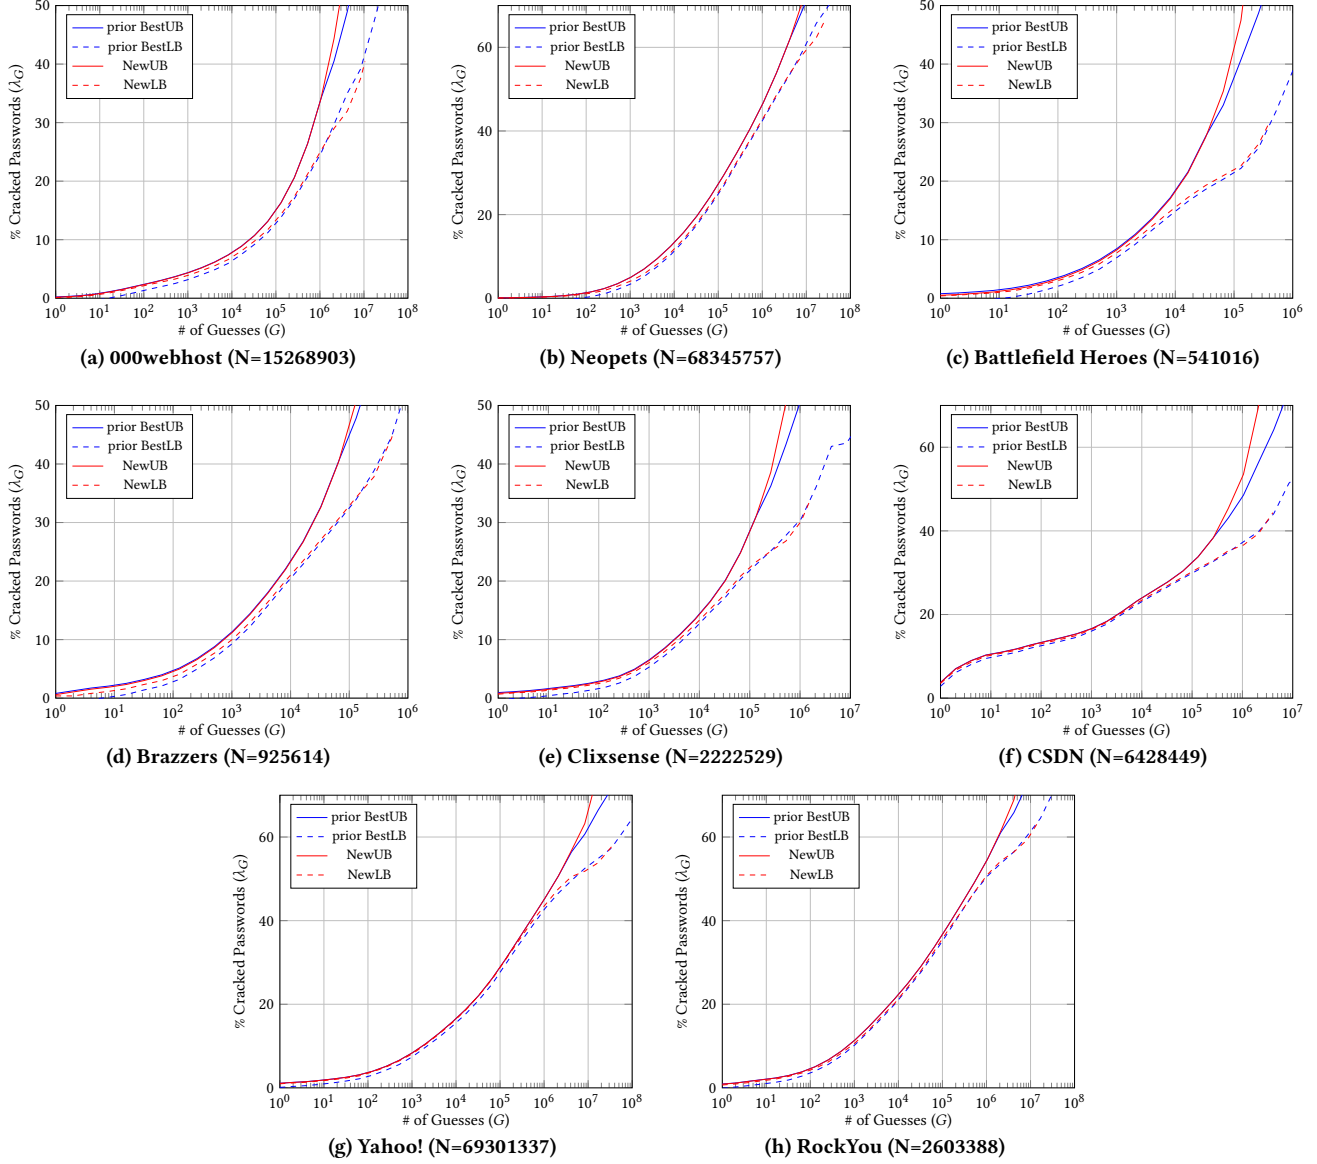 50
40
30
20
10
0
% Cracked Passwords (λG)
prior BestUB
prior BestLB
NewUB
NewLB
10^0 10^1 10^2 10^3 10^4 10^5 10^6 10^7 10^8
# of Guesses (G)
(a) 000webhost (N=15268903)
60
40
20
0
% Cracked Passwords (λG)
prior BestUB
prior BestLB
NewUB
NewLB
10^0 10^1 10^2 10^3 10^4 10^5 10^6 10^7 10^8
# of Guesses (G)
(b) Neopets (N=68345757)
50
40
30
20
10
0
% Cracked Passwords (λG)
prior BestUB
prior BestLB
NewUB
NewLB
10^0 10^1 10^2 10^3 10^4 10^5 10^6
# of Guesses (G)
(c) Battlefield Heroes (N=541016)
50
40
30
20
10
0
% Cracked Passwords (λG)
prior BestUB
prior BestLB
NewUB
NewLB
10^0 10^1 10^2 10^3 10^4 10^5 10^6
# of Guesses (G)
(d) Brazzers (N=925614)
50
40
30
20
10
0
% Cracked Passwords (λG)
prior BestUB
prior BestLB
NewUB
NewLB
10^0 10^1 10^2 10^3 10^4 10^5 10^6 10^7
# of Guesses (G)
(e) Clixsense (N=2222529)
60
40
20
0
% Cracked Passwords (λG)
prior BestUB
prior BestLB
NewUB
NewLB
10^0 10^1 10^2 10^3 10^4 10^5 10^6 10^7
# of Guesses (G)
(f) CSDN (N=6428449)
60
40
20
0
% Cracked Passwords (λG)
prior BestUB
prior BestLB
NewUB
NewLB
10^0 10^1 10^2 10^3 10^4 10^5 10^6 10^7 10^8
# of Guesses (G)
(g) Yahoo! (N=69301337)
60
40
20
0
% Cracked Passwords (λG)
prior BestUB
prior BestLB
NewUB
NewLB
10^0 10^1 10^2 10^3 10^4 10^5 10^6 10^7 10^8
# of Guesses (G)
(h) RockYou (N=2603388)